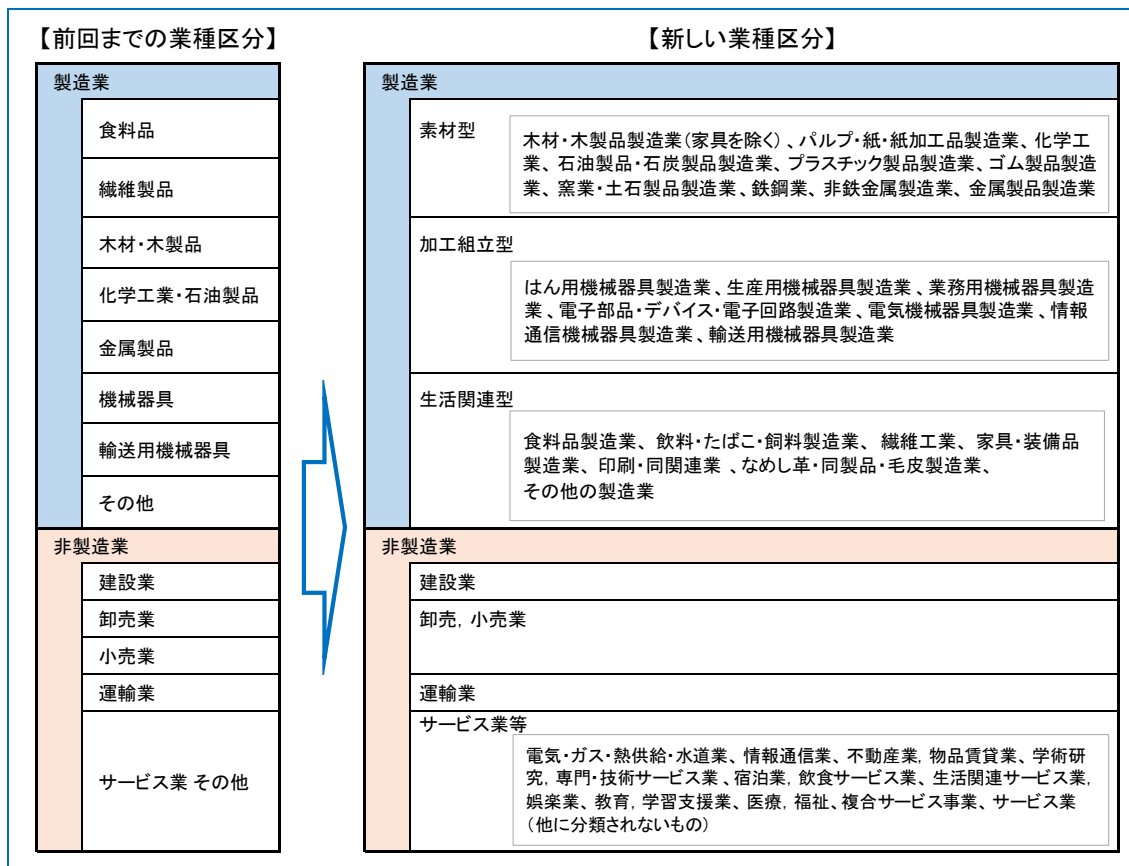 【前回までの業種区分】
製造業
食料品
繊維製品
木材・木製品
化学工業・石油製品
金属製品
機械器具
輸送用機械器具
その他
非製造業
建設業
卸売業
小売業
運輸業
サービス業 その他
【新しい業種区分】
製造業
素材型
木材・木製品製造業(家具を除く)、パルプ・紙・紙加工品製造業、化学工
業、石油製品・石炭製品製造業、プラスチック製品製造業、ゴム製品製造
業、窯業・土石製品製造業、鉄鋼業、非鉄金属製造業、金属製品製造業
加工組立型
はん用機械器具製造業、生産用機械器具製造業、業務用機械器具製造
業、電子部品・デバイス・電子回路製造業、電気機械器具製造業、情報
通信機械器具製造業、輸送用機械器具製造業
生活関連型
食料品製造業、飲料・たばこ・飼料製造業、繊維工業、家具・装備品
製造業、印刷・同関連業、なめし革・同製品・毛皮製造業、
その他の製造業
非製造業
建設業
卸売, 小売業
運輸業
サービス業等
電気・ガス・熱供給・水道業、情報通信業、不動産業, 物品賃貸業、学術研
究, 専門・技術サービス業、宿泊業, 飲食サービス業、生活関連サービス業,
娯楽業、教育, 学習支援業、医療, 福祉、複合サービス事業、サービス業
(他に分類されないもの)